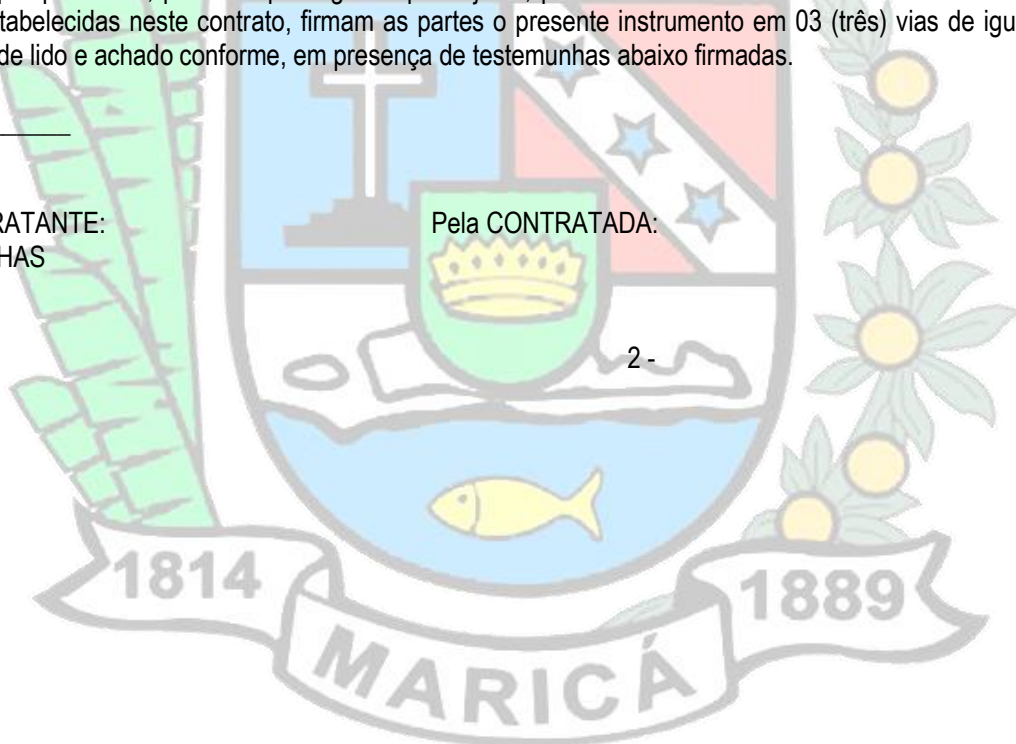 tabelecidas neste contrato, firmam as partes o presente instrumento em 03 (três) vias de igu
de lido e achado conforme, em presença de testemunhas abaixo firmadas.
RATANTE: Pela CONTRATADA:
HAS
2 -
1814 1889
MARICÁ